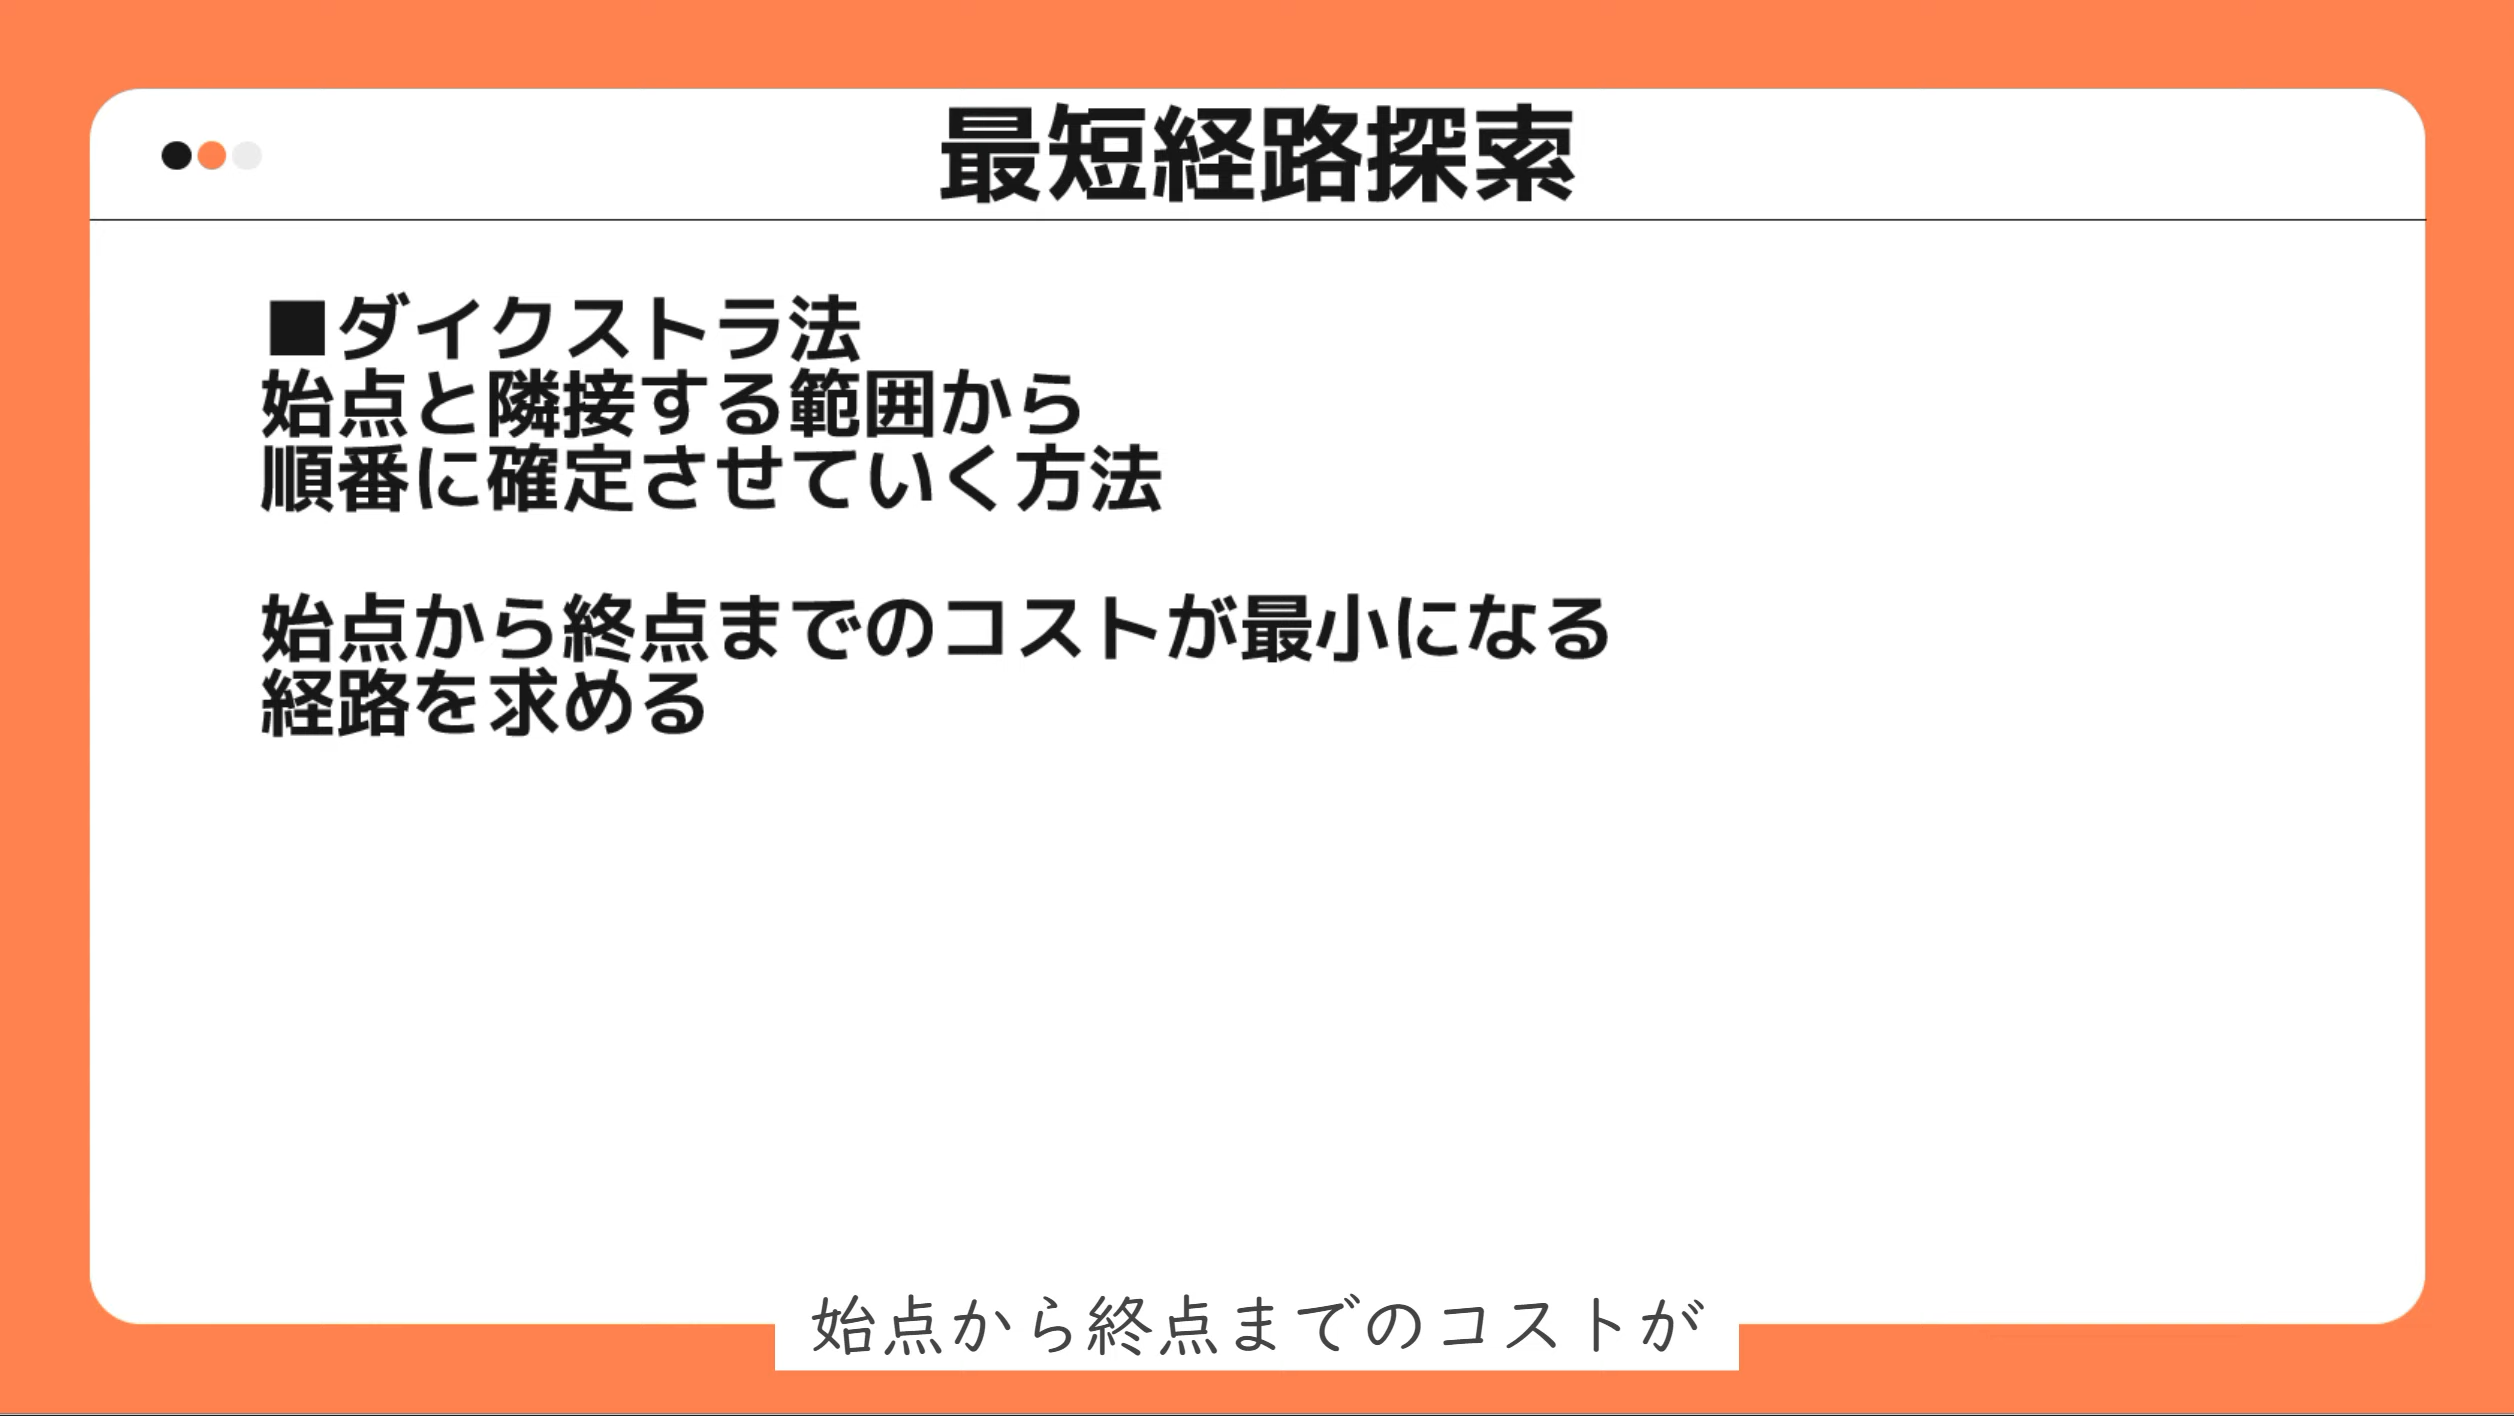 最短経路探索
■ダイクストラ法
始点と隣接する範囲から
順番に確定させていく方法
始点から終点までのコストが最小になる
経路を求める
始点から終点までのコストが